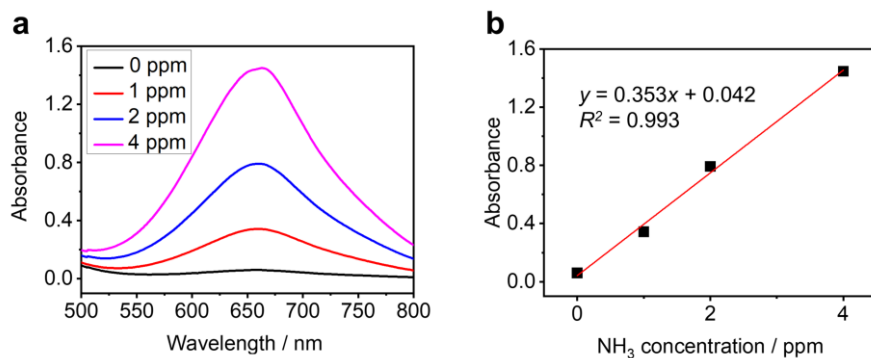 a
1.6
1.2
0.8
0.4
0.0
Absorbance
0 ppm
1 ppm
2 ppm
4 ppm
500 550 600 650 700 750 800
Wavelength / nm
b
1.6
1.2
0.8
0.4
0.0
Absorbance
y = 0.353x + 0.042
R² = 0.993
0 2 4
NH₃ concentration / ppm